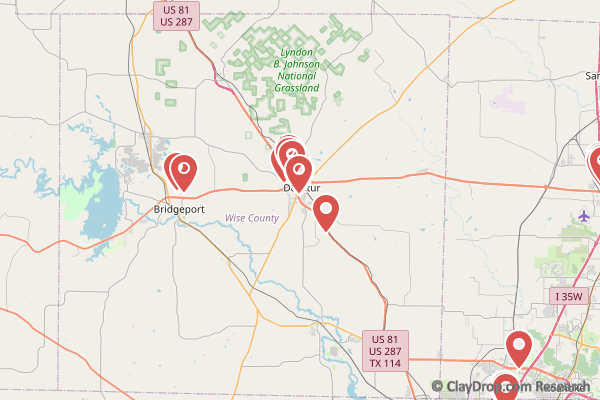 US 81
US 287
Lyndon
B. Johnson
National
Grassland
San
Bridgeport
Wise County
I 35W
US 81
US 287
TX 114
© ClayDrop.com Research